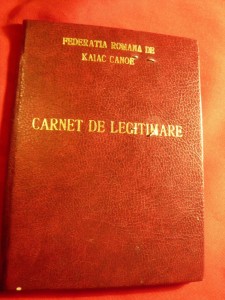 FEDERATIA ROMANA DE
KAIAC CANOE
CARNET DE LEGITIMARE